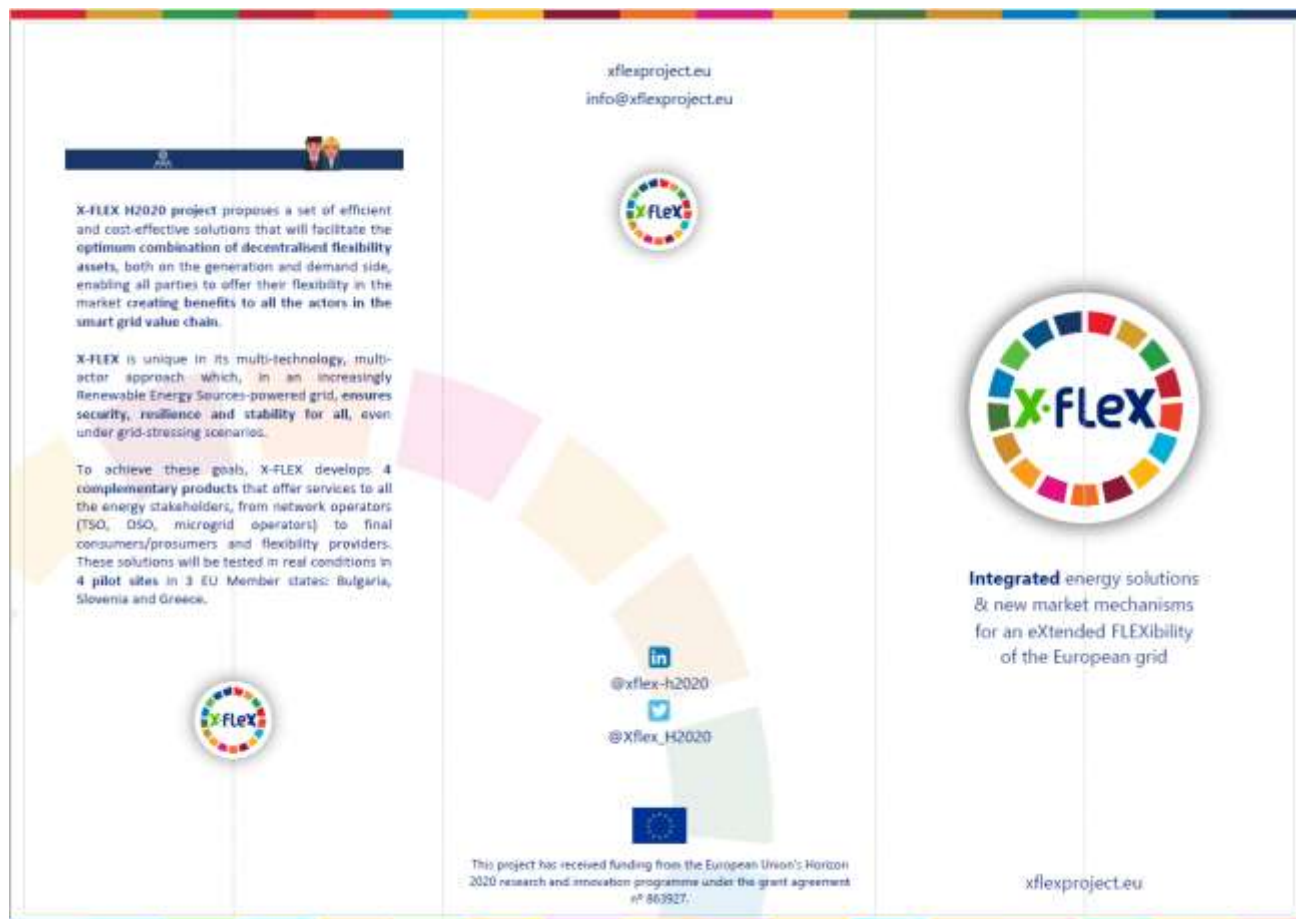 X-FLEX H2020 project proposes a set of efficient
and cost-effective solutions that will facilitate the
optimum combination of decentralised flexibility
assets, both on the generation and demand side,
enabling all parties to offer their flexibility in the
market creating benefits to all the actors in the
smart grid value chain.
X-FLEX is unique in its multi-technology, multi-
actor approach which, in an increasingly
Renewable Energy Sources-powered grid, ensures
security, resilience and stability for all, even
under grid-stressing scenarios.
To achieve these goals, X-FLEX develops 4
complementary products that offer services to all
the energy stakeholders, from network operators
(TSO, DSO, microgrid operators) to final
consumers/prosumers and flexibility providers.
These solutions will be tested in real conditions in
4 pilot sites in 3 EU Member states: Bulgaria,
Slovenia and Greece.
X-FLeX
xflexproject.eu
info@xflexproject.eu
X-FLeX
in
@xflex-h2020
@Xflex_H2020
This project has received funding from the European Union's Horizon
2020 research and innovation programme under the grant agreement
nº 863927.
X-FLeX
Integrated energy solutions
& new market mechanisms
for an eXtended FLEXibility
of the European grid
xflexproject.eu